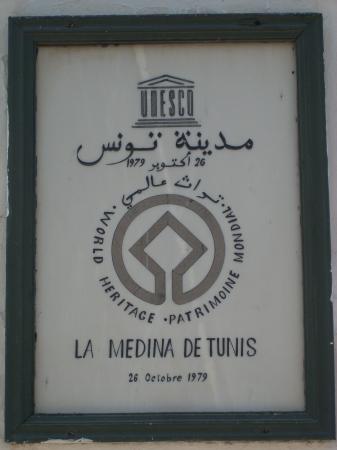 UNESCO
مدينة تونس
26 أكتوبر 1979
تراث عالمي
· WORLD HERITAGE · PATRIMOINE MONDIAL ·
LA MEDINA DE TUNIS
26 Octobre 1979